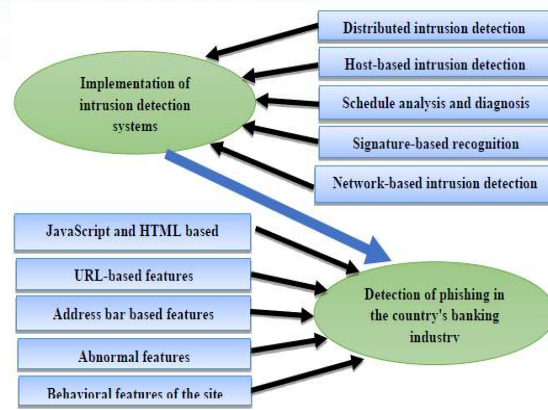 Distributed intrusion detection
Host-based intrusion detection
Implementation of
intrusion detection
systems
Schedule analysis and diagnosis
Signature-based recognition
Network-based intrusion detection
JavaScript and HTML based
URL-based features
Address bar based features
Abnormal features
Behavioral features of the site
Detection of phishing in
the country's banking
industry